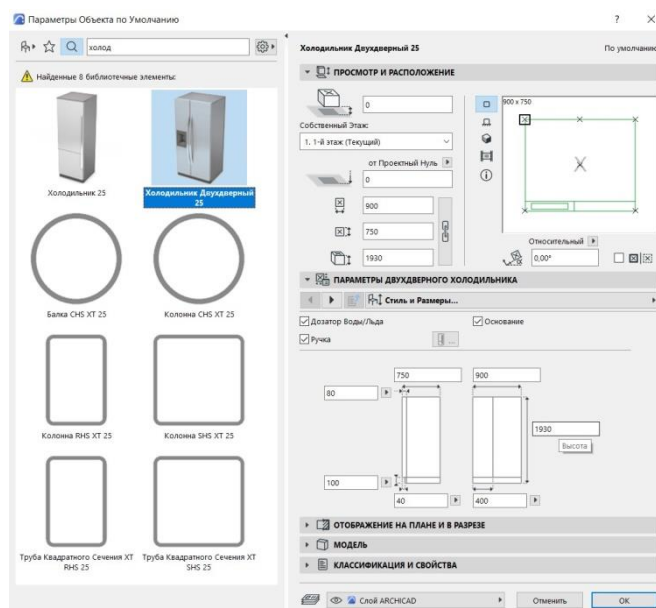 Параметры Объекта по Умолчанию
холод
Найденные 8 библиотечные элементы:
Холодильник 25
Холодильник Двухдверный 25
Балка CHS XT 25
Колонна CHS XT 25
Колонна RHS XT 25
Колонна SHS XT 25
Труба Квадратного Сечения XT RHS 25
Труба Квадратного Сечения XT SHS 25
Холодильник Двухдверный 25
По умолчанию
ПРОСМОТР И РАСПОЛОЖЕНИЕ
0
Собственный Этаж:
1. 1-й этаж (Текущий)
от Проектный Нуль
0
900
750
1930
900 x 750
Относительный
0,00°
ПАРАМЕТРЫ ДВУХДВЕРНОГО ХОЛОДИЛЬНИКА
Стиль и Размеры...
Дозатор Воды/Льда
Основание
Ручка
...
750
900
80
1930
Высота
100
40
400
ОТОБРАЖЕНИЕ НА ПЛАНЕ И В РАЗРЕЗЕ
МОДЕЛЬ
КЛАССИФИКАЦИЯ И СВОЙСТВА
Слой ARCHICAD
Отменить
OK